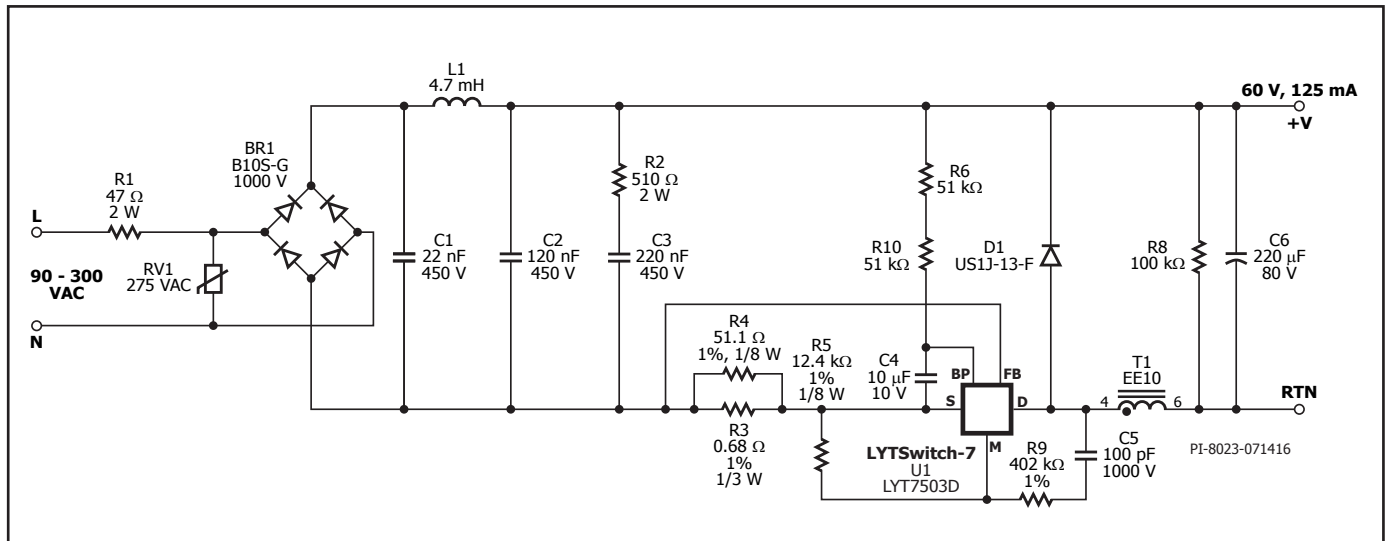 L1
4.7 mH
60 V, 125 mA
+V
BR1
B10S-G
1000 V
R1
47 Ω
2 W
L
90 - 300
VAC
N
RV1
275 VAC
C1
22 nF
450 V
C2
120 nF
450 V
R2
510 Ω
2 W
C3
220 nF
450 V
R6
51 kΩ
R10
51 kΩ
D1
US1J-13-F
R8
100 kΩ
C6
220 μF
80 V
R4
51.1 Ω
1%, 1/8 W
R3
0.68 Ω
1%
1/3 W
R5
12.4 kΩ
1%
1/8 W
C4
10 μF
10 V
BP
FB
S
D
M
LYTSwitch-7
U1
LYT7503D
R9
402 kΩ
1%
C5
100 pF
1000 V
T1
EE10
4
6
RTN
PI-8023-071416